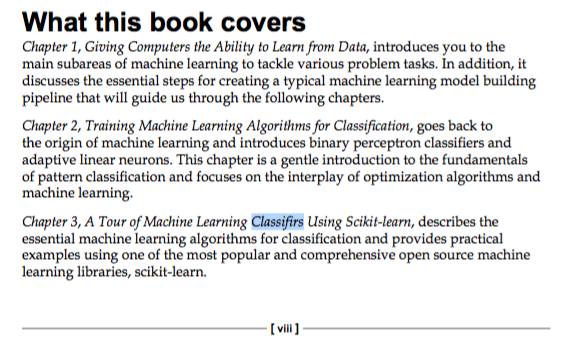 What this book covers
Chapter 1, Giving Computers the Ability to Learn from Data, introduces you to the
main subareas of machine learning to tackle various problem tasks. In addition, it
discusses the essential steps for creating a typical machine learning model building
pipeline that will guide us through the following chapters.
Chapter 2, Training Machine Learning Algorithms for Classification, goes back to
the origin of machine learning and introduces binary perceptron classifiers and
adaptive linear neurons. This chapter is a gentle introduction to the fundamentals
of pattern classification and focuses on the interplay of optimization algorithms and
machine learning.
Chapter 3, A Tour of Machine Learning Classifirs Using Scikit-learn, describes the
essential machine learning algorithms for classification and provides practical
examples using one of the most popular and comprehensive open source machine
learning libraries, scikit-learn.
[ viii ]